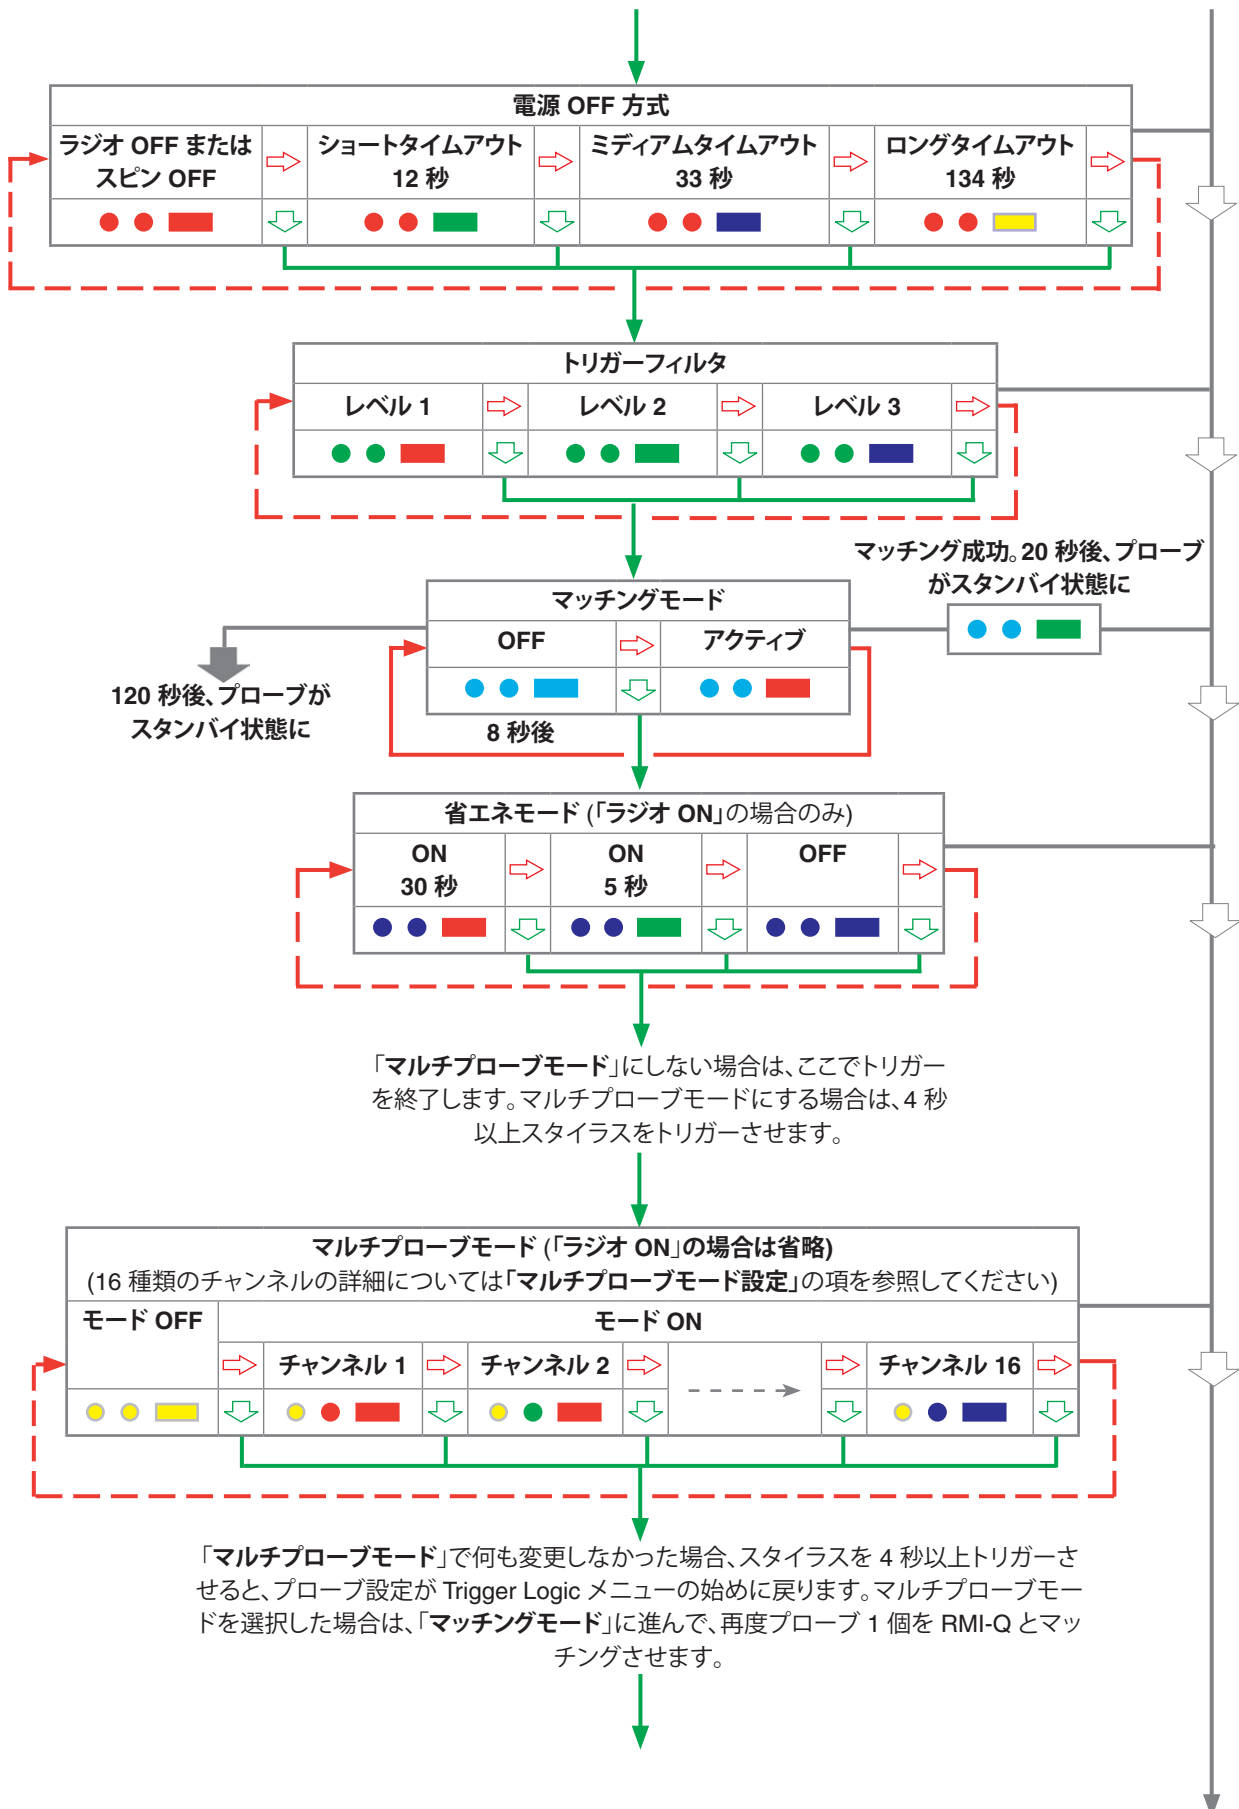 電源 OFF 方式
ラジオ OFF または
スピン OFF
ショートタイムアウト
12 秒
ミディアムタイムアウト
33 秒
ロングタイムアウト
134 秒
トリガーフィルタ
レベル 1
レベル 2
レベル 3
マッチング成功。20 秒後、プローブ
がスタンバイ状態に
マッチングモード
OFF
アクティブ
120 秒後、プローブが
スタンバイ状態に
8 秒後
省エネモード (「ラジオ ON」の場合のみ)
ON
30 秒
ON
5 秒
OFF
「マルチプローブモード」にしない場合は、ここでトリガー
を終了します。マルチプローブモードにする場合は、4 秒
以上スタイラスをトリガーさせます。
マルチプローブモード (「ラジオ ON」の場合は省略)
(16 種類のチャンネルの詳細については「マルチプローブモード設定」の項を参照してください)
モード OFF
モード ON
チャンネル 1
チャンネル 2
チャンネル 16
「マルチプローブモード」で何も変更しなかった場合、スタイラスを 4 秒以上トリガーさ
せると、プローブ設定が Trigger Logic メニューの始めに戻ります。マルチプローブモー
ドを選択した場合は、「マッチングモード」に進んで、再度プローブ 1 個を RMI-Q とマッ
チングさせます。